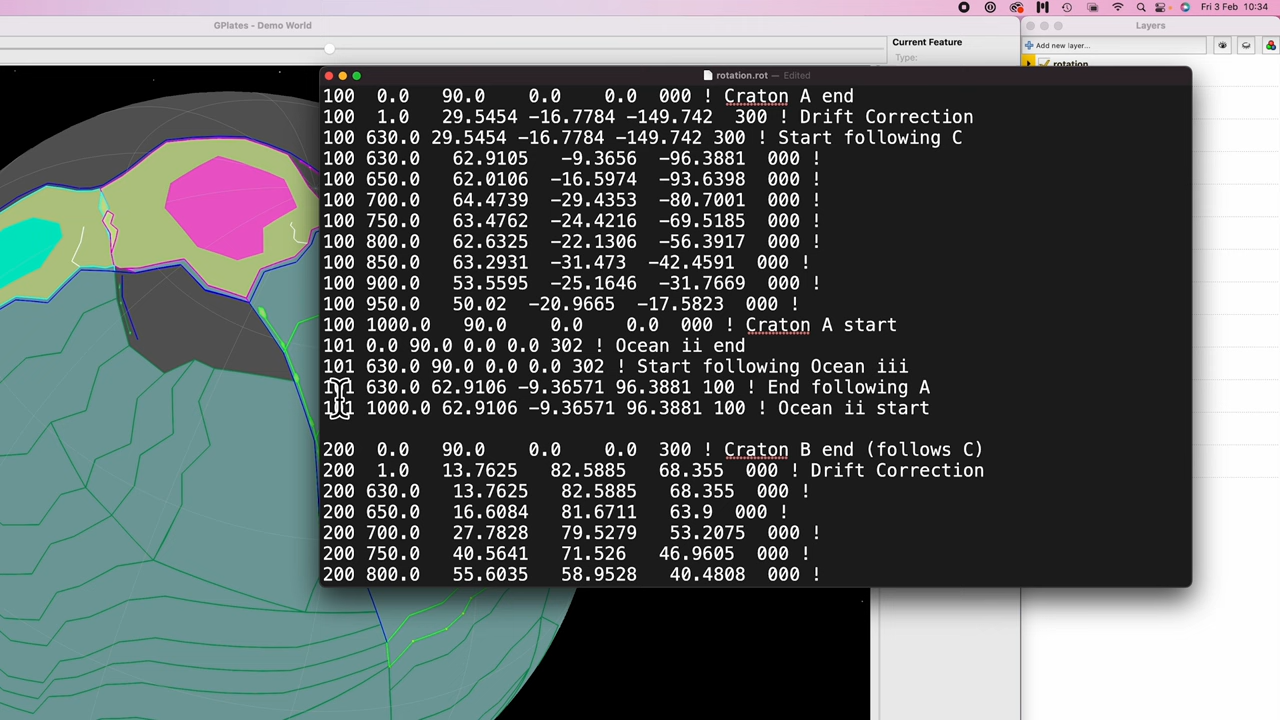 Fri 3 Feb 10:34
GPlates - Demo World
Layers
Current Feature
Type:
Add new layer...
rotation
rotation.rot — Edited
100 0.0 90.0 0.0 0.0 000 ! Craton A end
100 1.0 29.5454 -16.7784 -149.742 300 ! Drift Correction
100 630.0 29.5454 -16.7784 -149.742 300 ! Start following C
100 630.0 62.9105 -9.3656 -96.3881 000 !
100 650.0 62.0106 -16.5974 -93.6398 000 !
100 700.0 64.4739 -29.4353 -80.7001 000 !
100 750.0 63.4762 -24.4216 -69.5185 000 !
100 800.0 62.6325 -22.1306 -56.3917 000 !
100 850.0 63.2931 -31.473 -42.4591 000 !
100 900.0 53.5595 -25.1646 -31.7669 000 !
100 950.0 50.02 -20.9665 -17.5823 000 !
100 1000.0 90.0 0.0 0.0 000 ! Craton A start
101 0.0 90.0 0.0 0.0 302 ! Ocean ii end
101 630.0 90.0 0.0 0.0 302 ! Start following Ocean iii
101 630.0 62.9106 -9.36571 96.3881 100 ! End following A
101 1000.0 62.9106 -9.36571 96.3881 100 ! Ocean ii start
200 0.0 90.0 0.0 0.0 300 ! Craton B end (follows C)
200 1.0 13.7625 82.5885 68.355 000 ! Drift Correction
200 630.0 13.7625 82.5885 68.355 000 !
200 650.0 16.6084 81.6711 63.9 000 !
200 700.0 27.7828 79.5279 53.2075 000 !
200 750.0 40.5641 71.526 46.9605 000 !
200 800.0 55.6035 58.9528 40.4808 000 !